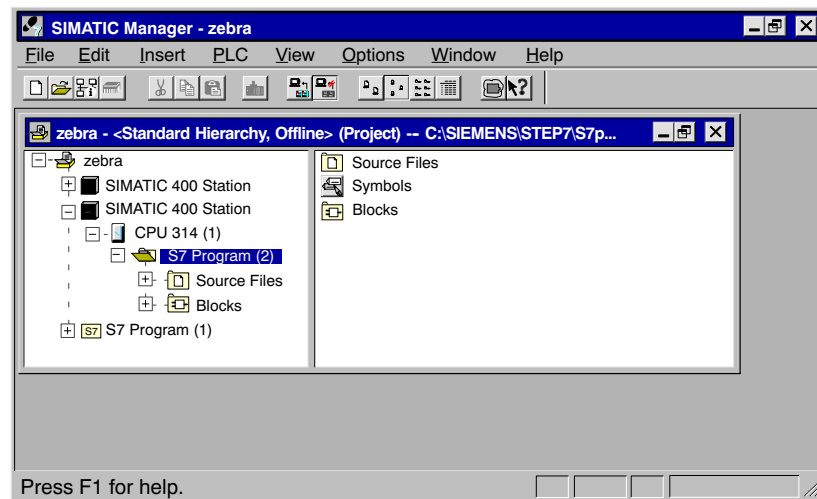 SIMATIC Manager - zebra
File Edit Insert PLC View Options Window Help
zebra - <Standard Hierarchy, Offline> (Project) -- C:\SIEMENS\STEP7\S7p...
zebra
SIMATIC 400 Station
SIMATIC 400 Station
CPU 314 (1)
S7 Program (2)
Source Files
Blocks
S7 S7 Program (1)
Source Files
Symbols
Blocks
Press F1 for help.